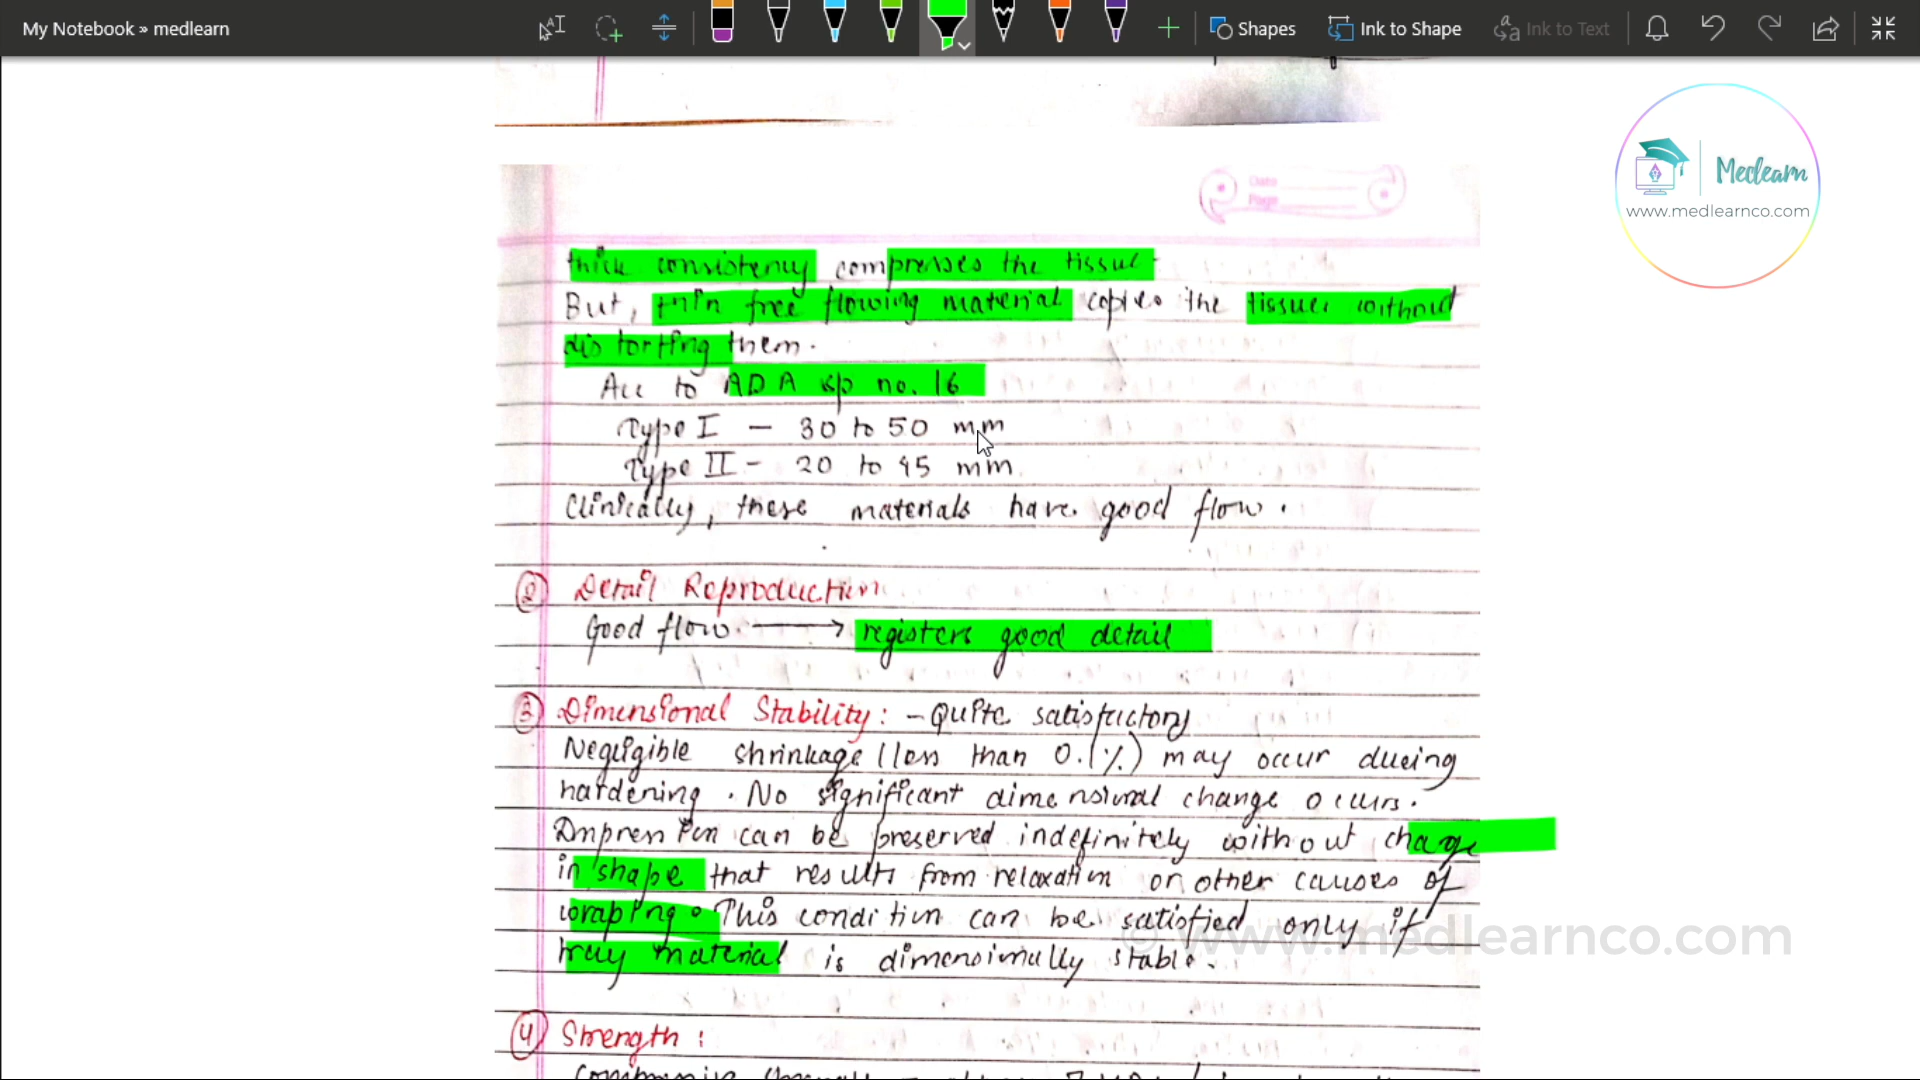 My Notebook » medlearn
Shapes
Ink to Shape
Ink to Text
Medlearn
www.medlearnco.com
Date
Page
thick consistency compresses the tissue.
But, thin free flowing material copies the tissues without
distorting them.
Acc to ADA sp no. 16
Type I - 30 to 50 mm
Type II - 20 to 45 mm.
Clinically, these materials have good flow.
② Detail Reproduction
Good flow. → registers good detail
③ Dimensional Stability: - Quite satisfactory
Negligible shrinkage (less than 0.1%) may occur during
hardening. No significant dimensional change occurs.
Impression can be preserved indefinitely without change
in shape that results from relaxation or other causes of
wraping. This condition can be satisfied only if
tray material is dimensionally stable.
© www.medlearnco.com
④ Strength :